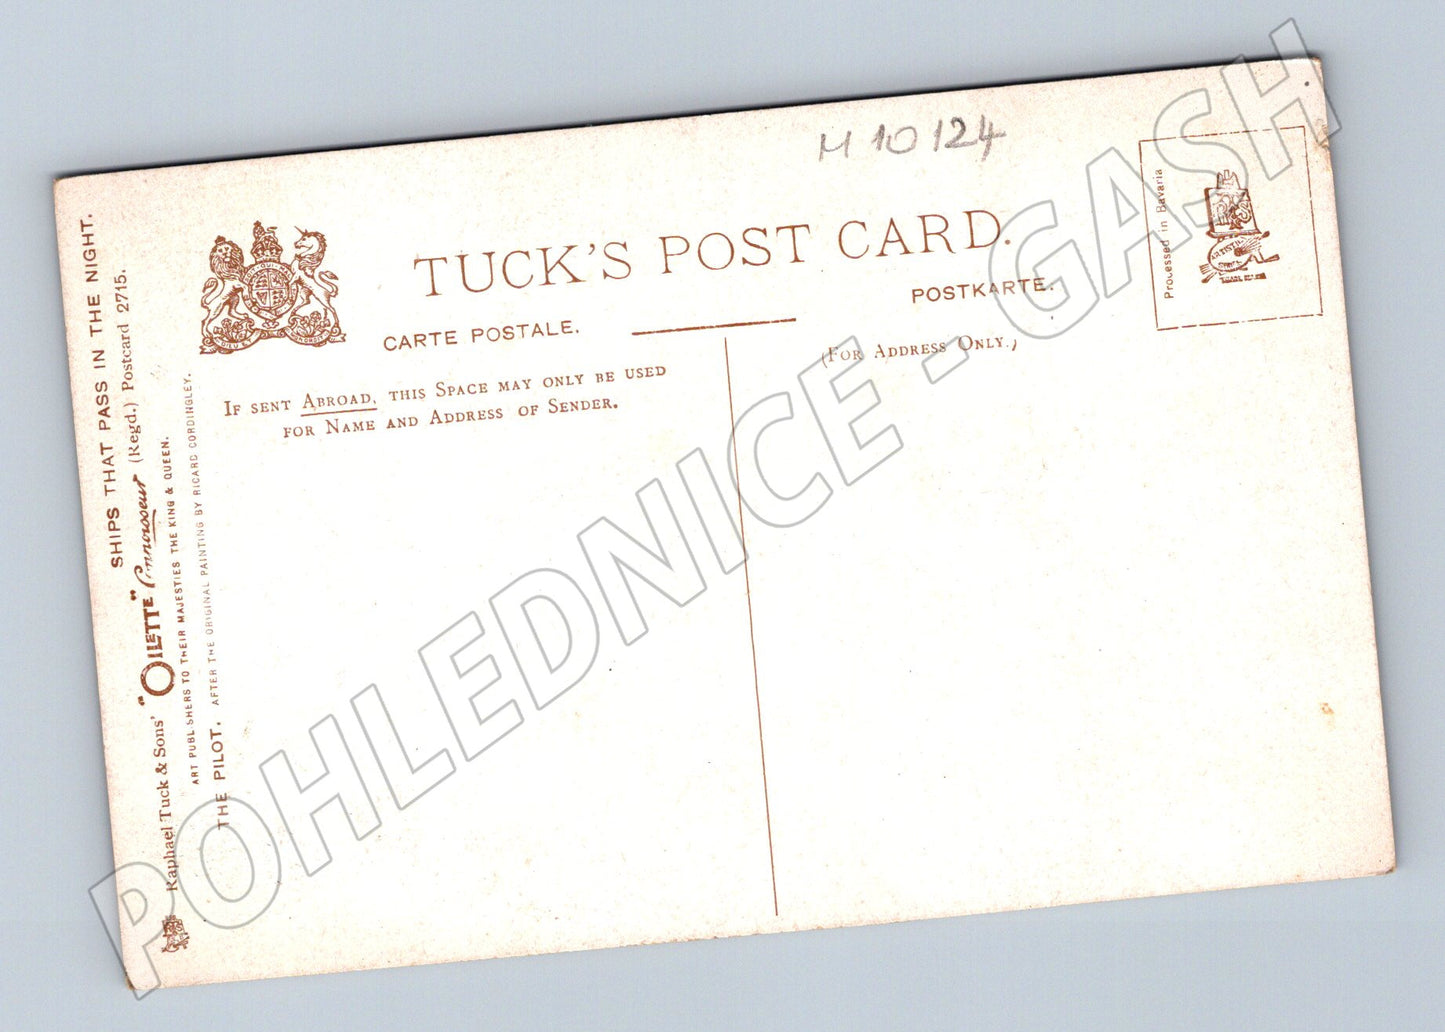 M 10124
TUCK'S POST CARD.
CARTE POSTALE.
POSTKARTE.
(FOR ADDRESS ONLY.)
IF SENT ABROAD, THIS SPACE MAY ONLY BE USED
FOR NAME AND ADDRESS OF SENDER.
Processed in Bavaria
SHIPS THAT PASS IN THE NIGHT.
Raphael Tuck & Sons' "OILETTE" Connoisseur (Regd.) Postcard 2715.
ART PUBLISHERS TO THEIR MAJESTIES THE KING & QUEEN.
THE PILOT. AFTER THE ORIGINAL PAINTING BY RICARD CORDINGLEY.
POHLEDNICE - GASH